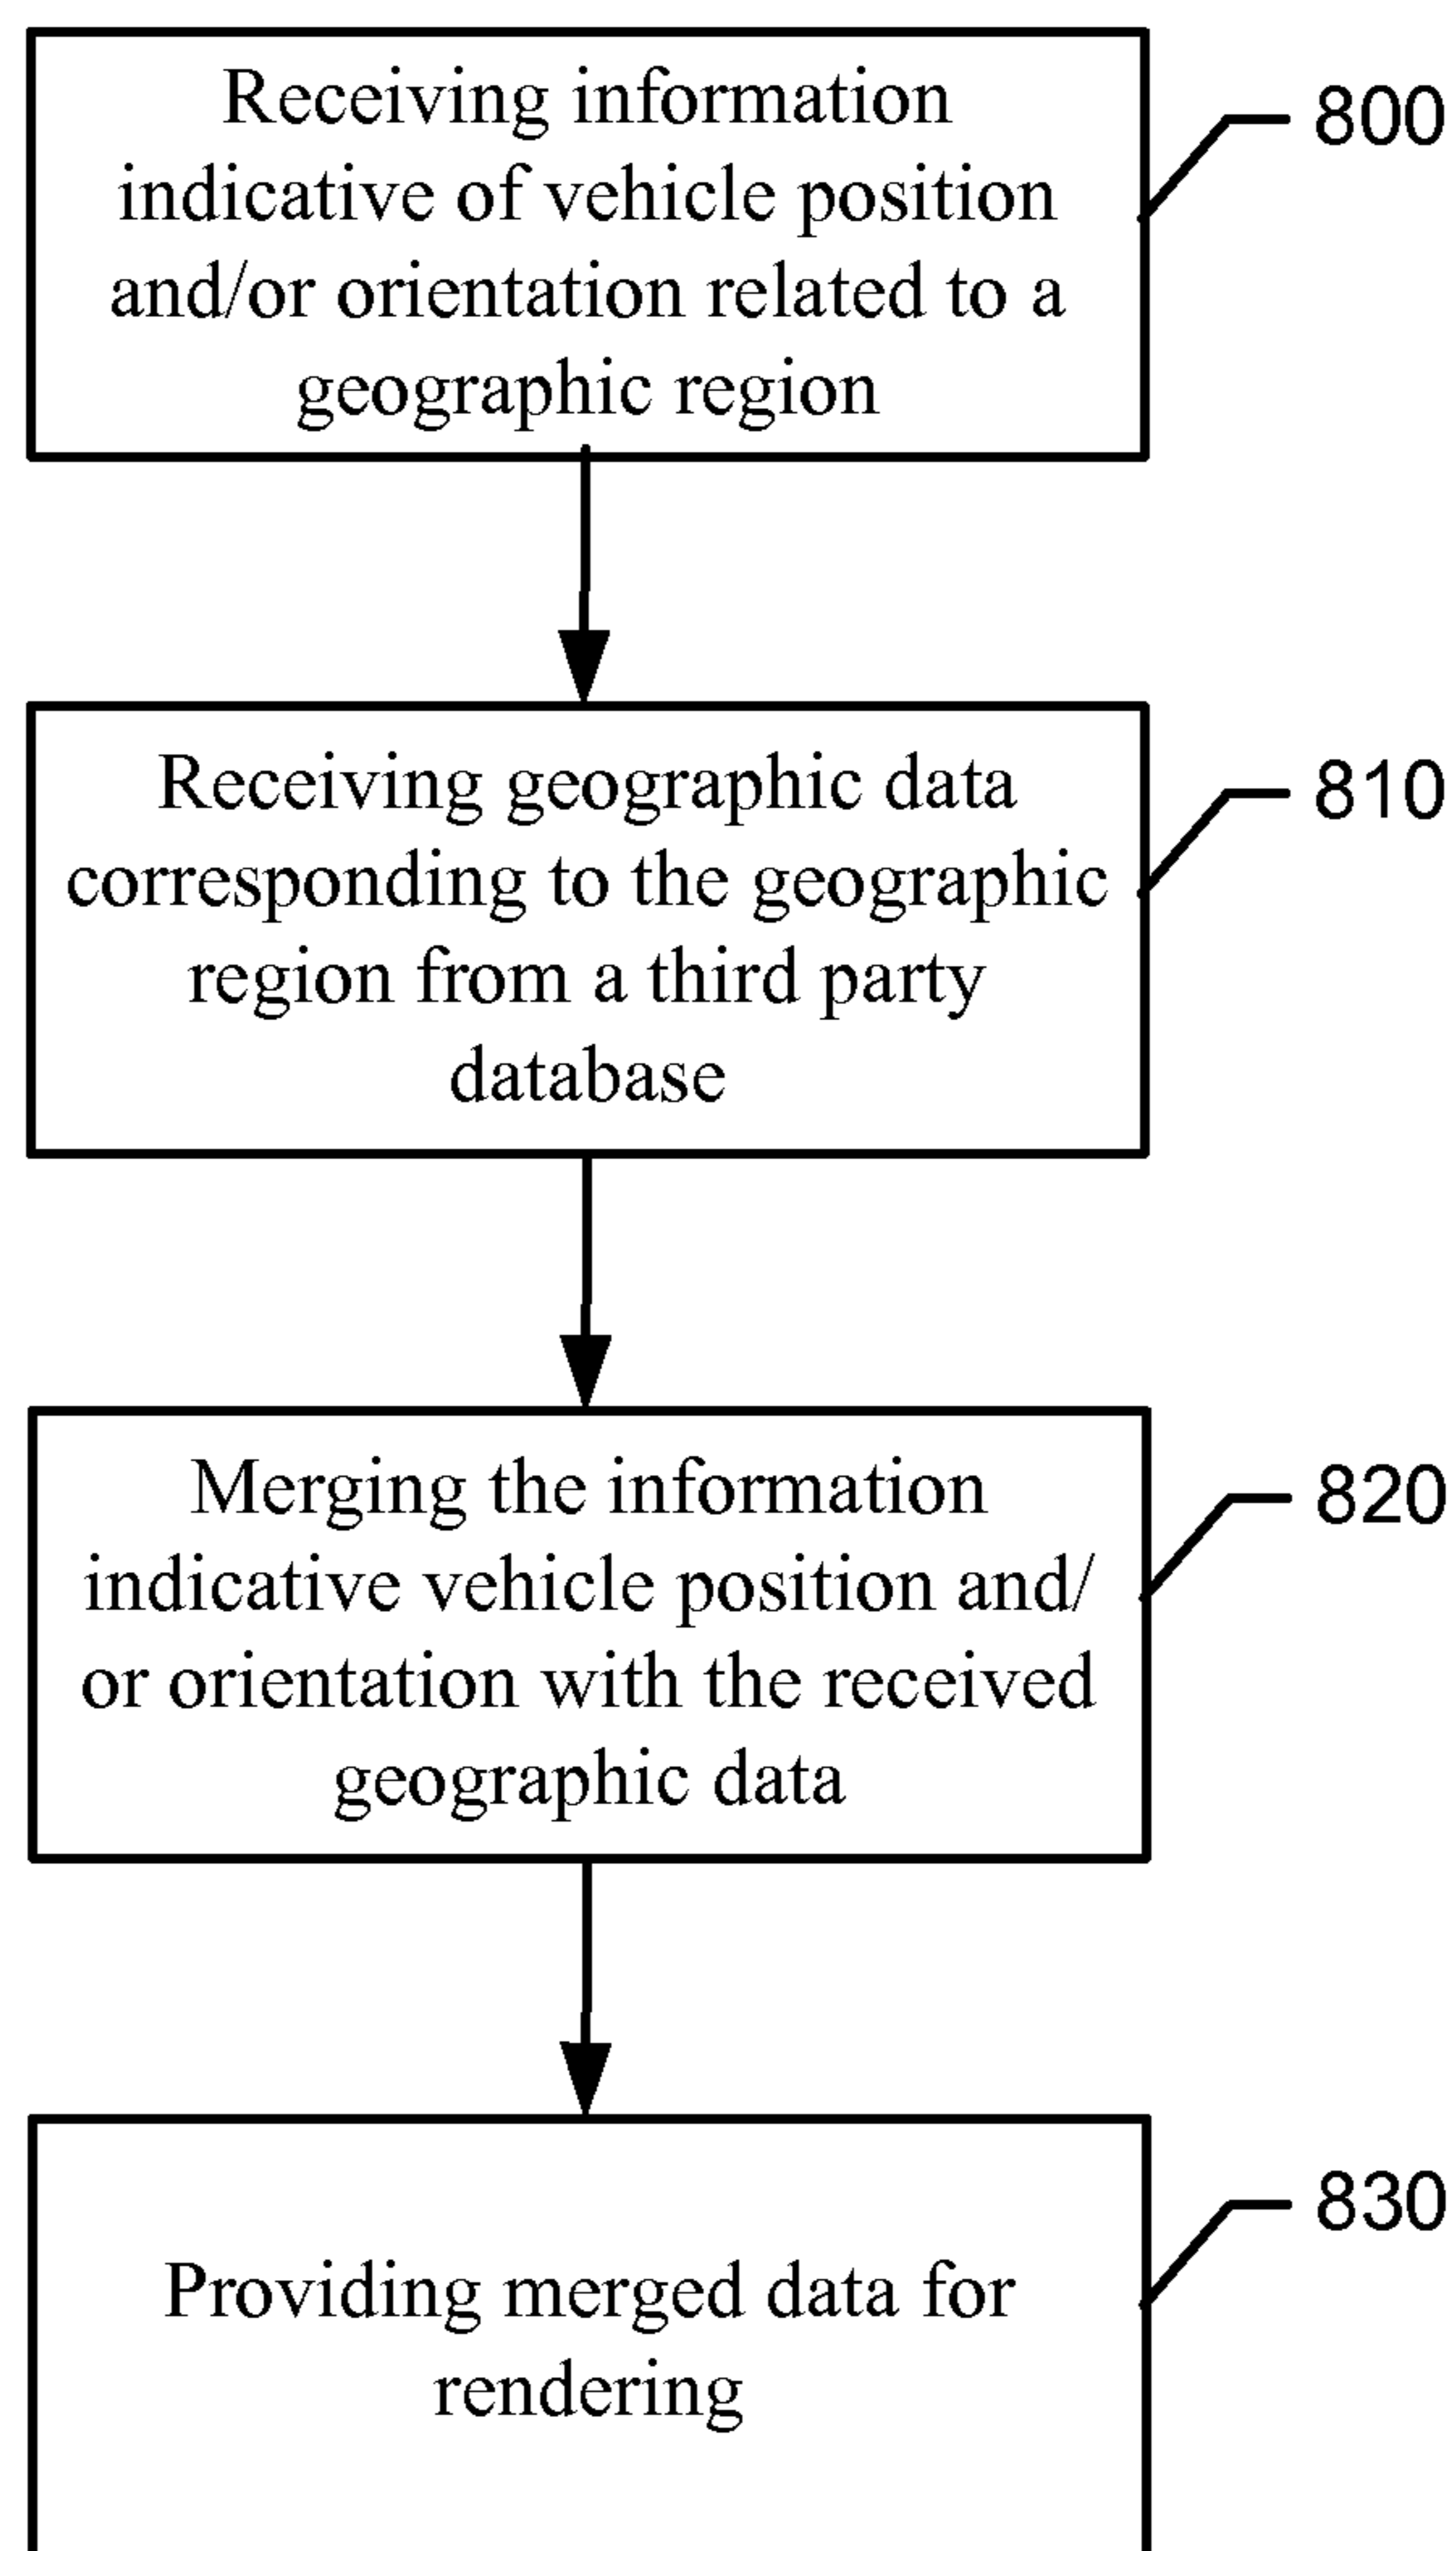 Receiving information
indicative of vehicle position
and/or orientation related to a
geographic region
800
Receiving geographic data
corresponding to the geographic
region from a third party
database
810
Merging the information
indicative vehicle position and/
or orientation with the received
geographic data
820
Providing merged data for
rendering
830